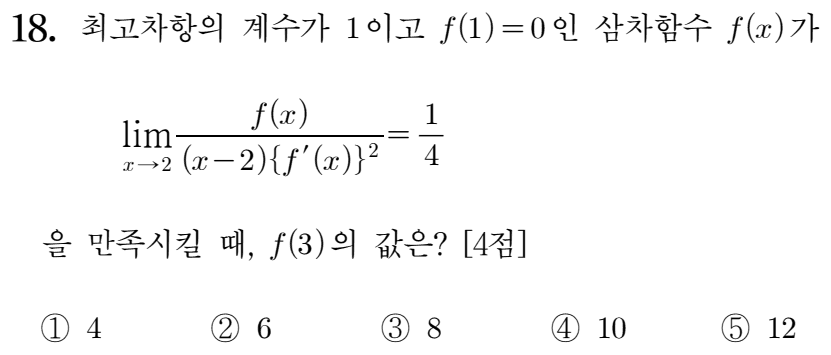 18. 최고차항의 계수가 1이고 f(1)=0인 삼차함수 f(x)가
lim_{x→2} f(x) / ((x-2){f'(x)}^2) = 1/4
을 만족시킬 때, f(3)의 값은? [4점]
① 4 ② 6 ③ 8 ④ 10 ⑤ 12